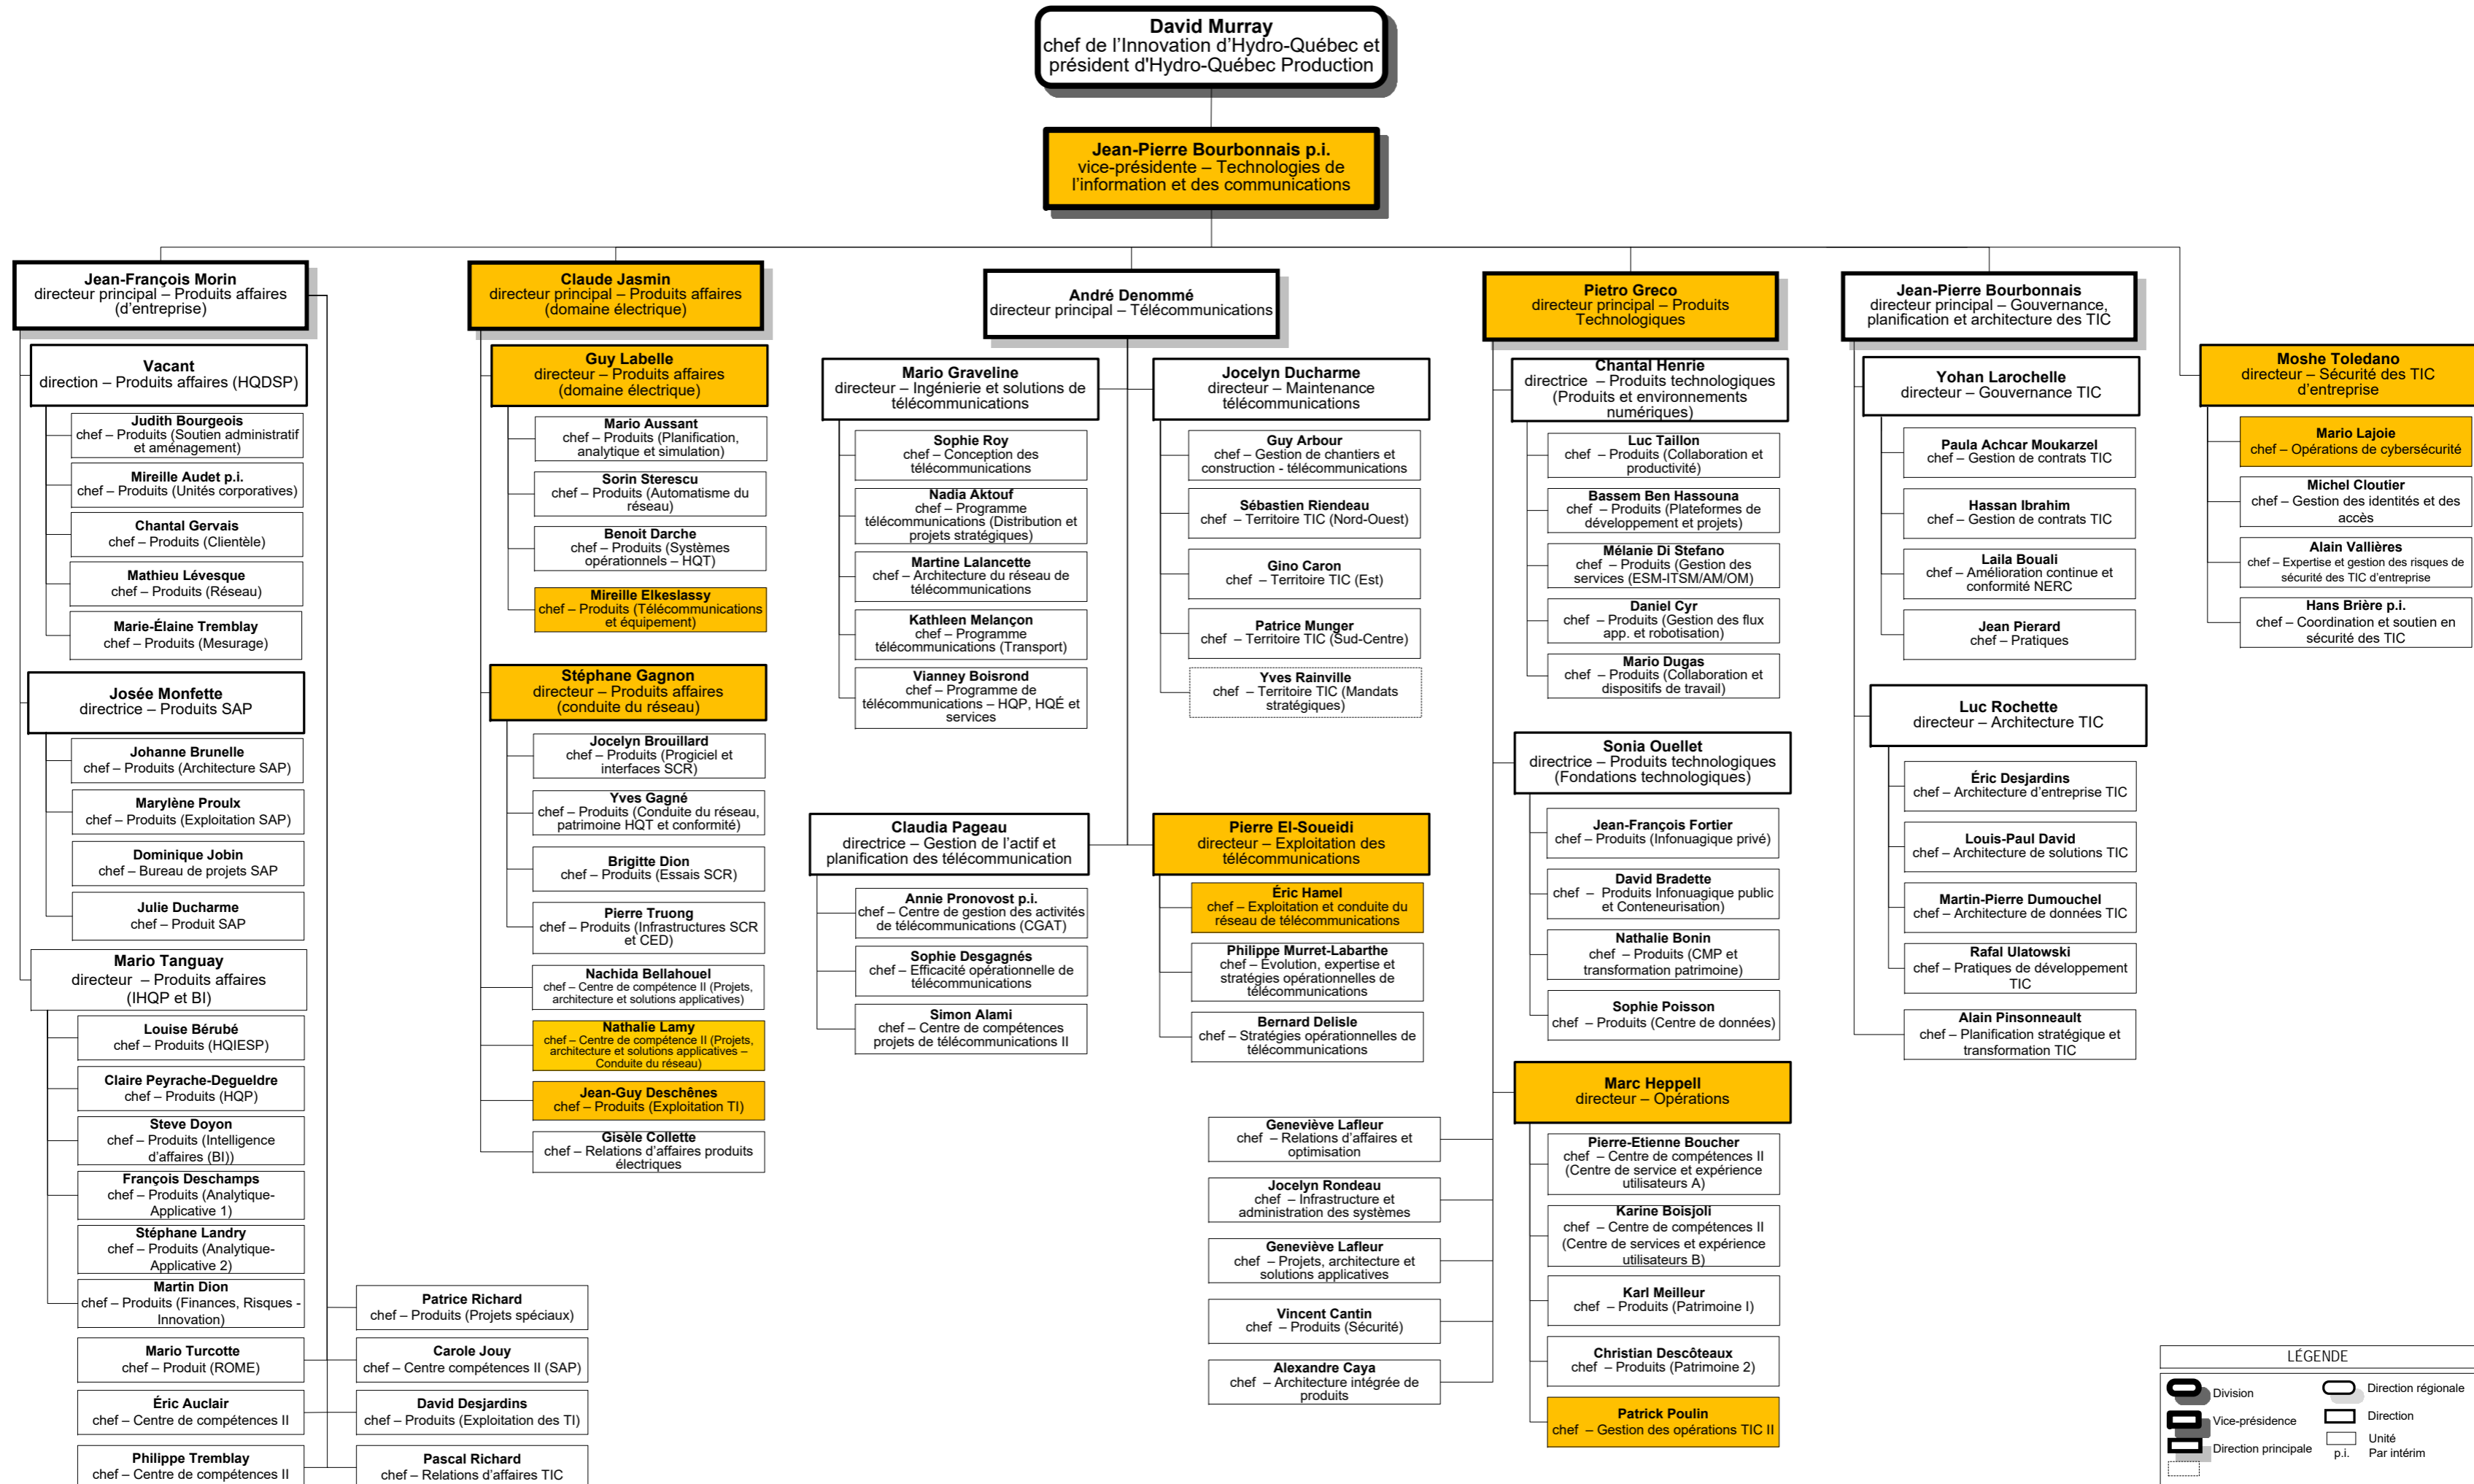 David Murray
chef de l'Innovation d'Hydro-Québec et
président d'Hydro-Québec Production
Jean-Pierre Bourbonnais p.i.
vice-présidente – Technologies de
l'information et des communications
Jean-François Morin
directeur principal – Produits affaires
(d'entreprise)
Vacant
direction – Produits affaires (HQDSP)
Judith Bourgeois
chef – Produits (Soutien administratif
et aménagement)
Mireille Audet p.i.
chef – Produits (Unités corporatives)
Chantal Gervais
chef – Produits (Clientèle)
Mathieu Lévesque
chef – Produits (Réseau)
Marie-Élaine Tremblay
chef – Produits (Mesurage)
Josée Monfette
directrice – Produits SAP
Johanne Brunelle
chef – Produits (Architecture SAP)
Marylène Proulx
chef – Produits (Exploitation SAP)
Dominique Jobin
chef – Bureau de projets SAP
Julie Ducharme
chef – Produit SAP
Mario Tanguay
directeur – Produits affaires
(IHQP et BI)
Louise Bérubé
chef – Produits (HQIESP)
Claire Peyrache-Degueldre
chef – Produits (HQP)
Steve Doyon
chef – Produits (Intelligence
d'affaires (BI))
François Deschamps
chef – Produits (Analytique-
Applicative 1)
Stéphane Landry
chef – Produits (Analytique-
Applicative 2)
Martin Dion
chef – Produits (Finances, Risques -
Innovation)
Mario Turcotte
chef – Produit (ROME)
Éric Auclair
chef – Centre de compétences II
Philippe Tremblay
chef – Centre de compétences II
Patrice Richard
chef – Produits (Projets spéciaux)
Carole Jouy
chef – Centre compétences II (SAP)
David Desjardins
chef – Produits (Exploitation des TI)
Pascal Richard
chef – Relations d'affaires TIC
Claude Jasmin
directeur principal – Produits affaires
(domaine électrique)
Guy Labelle
directeur – Produits affaires
(domaine électrique)
Mario Aussant
chef – Produits (Planification,
analytique et simulation)
Sorin Sterescu
chef – Produits (Automatisme du
réseau)
Benoit Darche
chef – Produits (Systèmes
opérationnels – HQT)
Mireille Elkeslassy
chef – Produits (Télécommunications
et équipement)
Stéphane Gagnon
directeur – Produits affaires
(conduite du réseau)
Jocelyn Brouillard
chef – Produits (Progiciel et
interfaces SCR)
Yves Gagné
chef – Produits (Conduite du réseau,
patrimoine HQT et conformité)
Brigitte Dion
chef – Produits (Essais SCR)
Pierre Truong
chef – Produits (Infrastructures SCR
et CED)
Nachida Bellahouel
chef – Centre de compétence II (Projets,
architecture et solutions applicatives)
Nathalie Lamy
chef – Centre de compétence II (Projets,
architecture et solutions applicatives –
Conduite du réseau)
Jean-Guy Deschênes
chef – Produits (Exploitation TI)
Gisèle Collette
chef – Relations d'affaires produits
électriques
André Denommé
directeur principal – Télécommunications
Mario Graveline
directeur – Ingénierie et solutions de
télécommunications
Sophie Roy
chef – Conception des
télécommunications
Nadia Aktouf
chef – Programme
télécommunications (Distribution et
projets stratégiques)
Martine Lalancette
chef – Architecture du réseau de
télécommunications
Kathleen Melançon
chef – Programme
télécommunications (Transport)
Vianney Boisrond
chef – Programme de
télécommunications – HQP, HQÉ et
services
Jocelyn Ducharme
directeur – Maintenance
télécommunications
Guy Arbour
chef – Gestion de chantiers et
construction - télécommunications
Sébastien Riendeau
chef – Territoire TIC (Nord-Ouest)
Gino Caron
chef – Territoire TIC (Est)
Patrice Munger
chef – Territoire TIC (Sud-Centre)
Yves Rainville
chef – Territoire TIC (Mandats
stratégiques)
Claudia Pageau
directrice – Gestion de l'actif et
planification des télécommunication
Annie Pronovost p.i.
chef – Centre de gestion des activités
de télécommunications (CGAT)
Sophie Desgagnés
chef – Efficacité opérationnelle de
télécommunications
Simon Alami
chef – Centre de compétences
projets de télécommunications II
Pierre El-Soueidi
directeur – Exploitation des
télécommunications
Éric Hamel
chef – Exploitation et conduite du
réseau de télécommunications
Philippe Murret-Labarthe
chef – Évolution, expertise et
stratégies opérationnelles de
télécommunications
Bernard Delisle
chef – Stratégies opérationnelles de
télécommunications
Pietro Greco
directeur principal – Produits
Technologiques
Chantal Henrie
directrice – Produits technologiques
(Produits et environnements
numériques)
Luc Taillon
chef – Produits (Collaboration et
productivité)
Bassem Ben Hassouna
chef – Produits (Plateformes de
développement et projets)
Mélanie Di Stefano
chef – Produits (Gestion des
services (ESM-ITSM/AM/OM)
Daniel Cyr
chef – Produits (Gestion des flux
app. et robotisation)
Mario Dugas
chef – Produits (Collaboration et
dispositifs de travail)
Sonia Ouellet
directrice – Produits technologiques
(Fondations technologiques)
Jean-François Fortier
chef – Produits (Infonuagique privé)
David Bradette
chef – Produits Infonuagique public
et Conteneurisation)
Nathalie Bonin
chef – Produits (CMP et
transformation patrimoine)
Sophie Poisson
chef – Produits (Centre de données)
Marc Heppell
directeur – Opérations
Pierre-Etienne Boucher
chef – Centre de compétences II
(Centre de service et expérience
utilisateurs A)
Karine Boisjoli
chef – Centre de compétences II
(Centre de services et expérience
utilisateurs B)
Karl Meilleur
chef – Produits (Patrimoine I)
Christian Descôteaux
chef – Produits (Patrimoine 2)
Patrick Poulin
chef – Gestion des opérations TIC II
Geneviève Lafleur
chef – Relations d'affaires et
optimisation
Jocelyn Rondeau
chef – Infrastructure et
administration des systèmes
Geneviève Lafleur
chef – Projets, architecture et
solutions applicatives
Vincent Cantin
chef – Produits (Sécurité)
Alexandre Caya
chef – Architecture intégrée de
produits
Jean-Pierre Bourbonnais
directeur principal – Gouvernance,
planification et architecture des TIC
Yohan Larochelle
directeur – Gouvernance TIC
Paula Achcar Moukarzel
chef – Gestion de contrats TIC
Hassan Ibrahim
chef – Gestion de contrats TIC
Laila Bouali
chef – Amélioration continue et
conformité NERC
Jean Pierard
chef – Pratiques
Luc Rochette
directeur – Architecture TIC
Éric Desjardins
chef – Architecture d'entreprise TIC
Louis-Paul David
chef – Architecture de solutions TIC
Martin-Pierre Dumouchel
chef – Architecture de données TIC
Rafal Ulatowski
chef – Pratiques de développement
TIC
Alain Pinsonneault
chef – Planification stratégique et
transformation TIC
Moshe Toledano
directeur – Sécurité des TIC
d'entreprise
Mario Lajoie
chef – Opérations de cybersécurité
Michel Cloutier
chef – Gestion des identités et des
accès
Alain Vallières
chef – Expertise et gestion des risques de
sécurité des TIC d'entreprise
Hans Brière p.i.
chef – Coordination et soutien en
sécurité des TIC
LÉGENDE
Division
Direction régionale
Vice-présidence
Direction
Direction principale
Unité
p.i. Par intérim